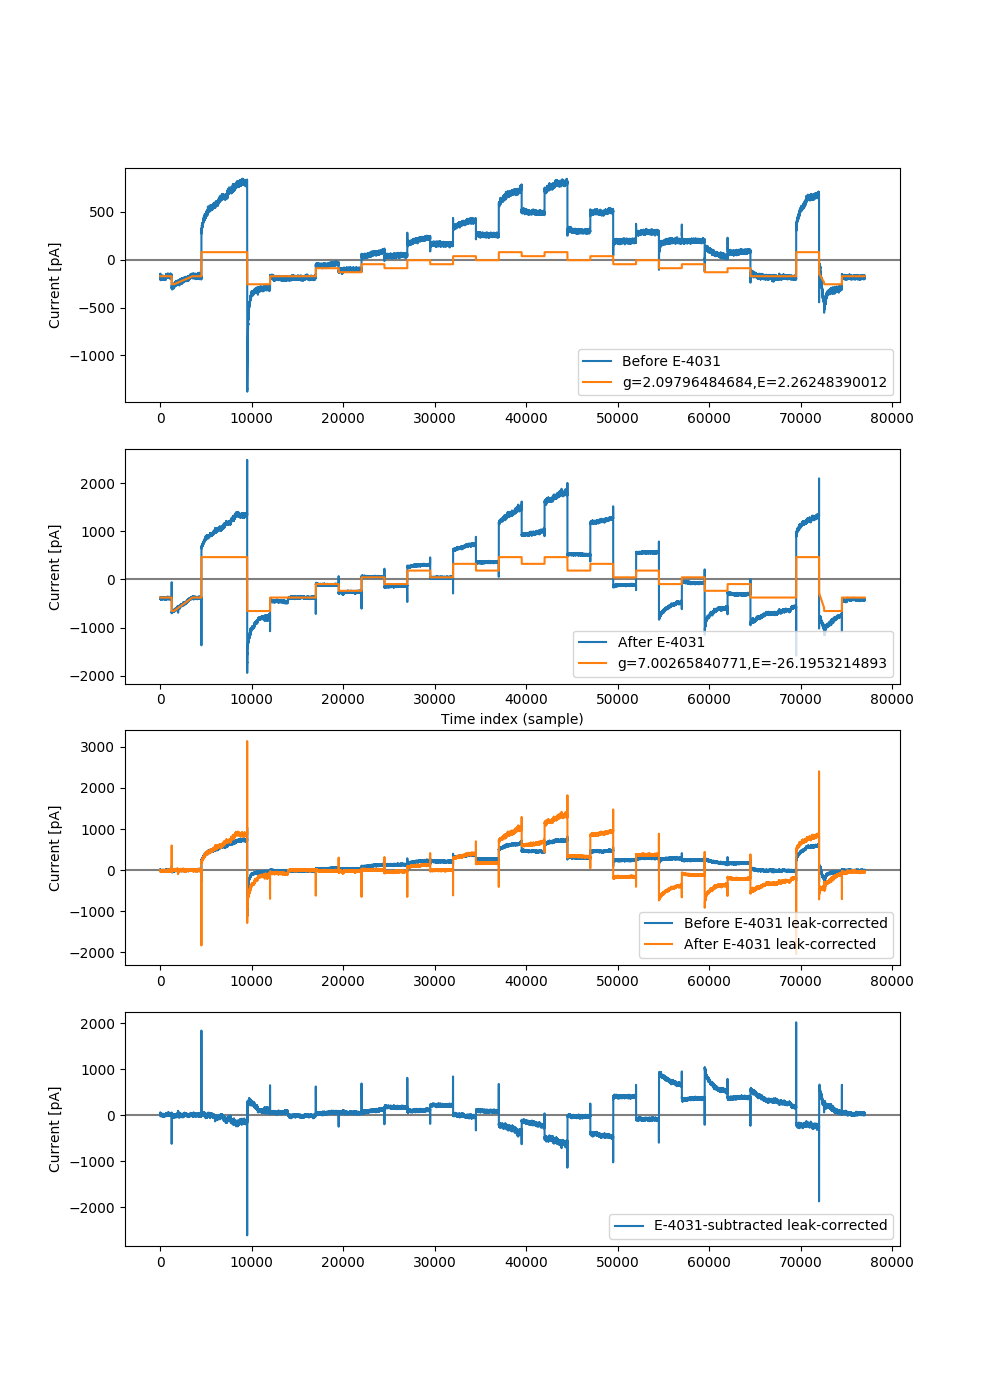 Current [pA]
500
0
−500
−1000
Before E-4031
g=2.09796484684,E=2.26248390012
0 10000 20000 30000 40000 50000 60000 70000 80000
Current [pA]
2000
1000
0
−1000
−2000
After E-4031
g=7.00265840771,E=-26.1953214893
0 10000 20000 30000 40000 50000 60000 70000 80000
Time index (sample)
Current [pA]
3000
2000
1000
0
−1000
−2000
Before E-4031 leak-corrected
After E-4031 leak-corrected
0 10000 20000 30000 40000 50000 60000 70000 80000
Current [pA]
2000
1000
0
−1000
−2000
E-4031-subtracted leak-corrected
0 10000 20000 30000 40000 50000 60000 70000 80000